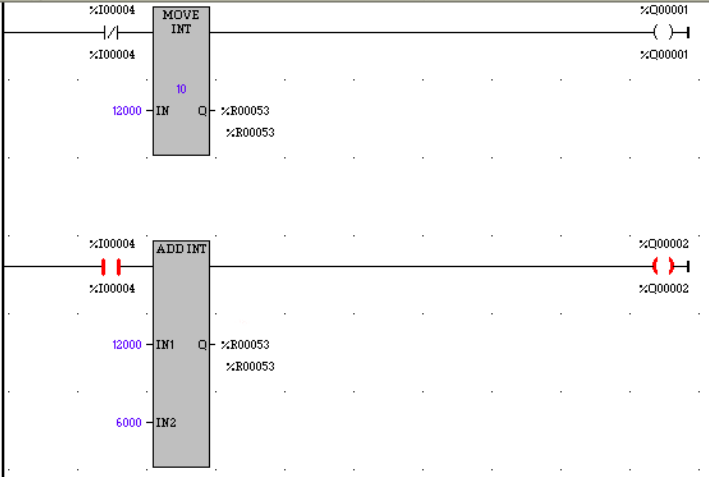 %I00004 MOVE INT %Q00001
%I00004 %Q00001
10
12000 IN Q %R00053
%R00053
%I00004 ADD INT %Q00002
%I00004 %Q00002
12000 IN1 Q %R00053
%R00053
6000 IN2